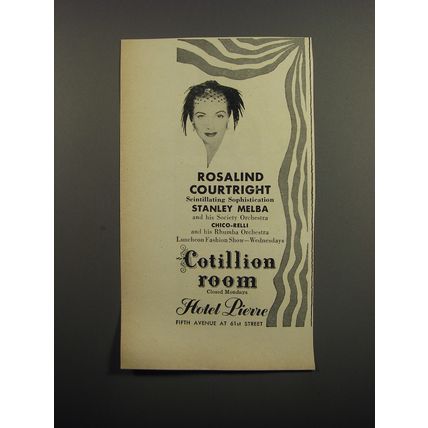 ROSALIND
COURTRIGHT
Scintillating Sophistication
STANLEY MELBA
and his Society Orchestra
CHICO-RELLI
and his Rhumba Orchestra
Luncheon Fashion Show—Wednesdays
Cotillion
room
Closed Mondays
Hotel Pierre
FIFTH AVENUE AT 61st STREET